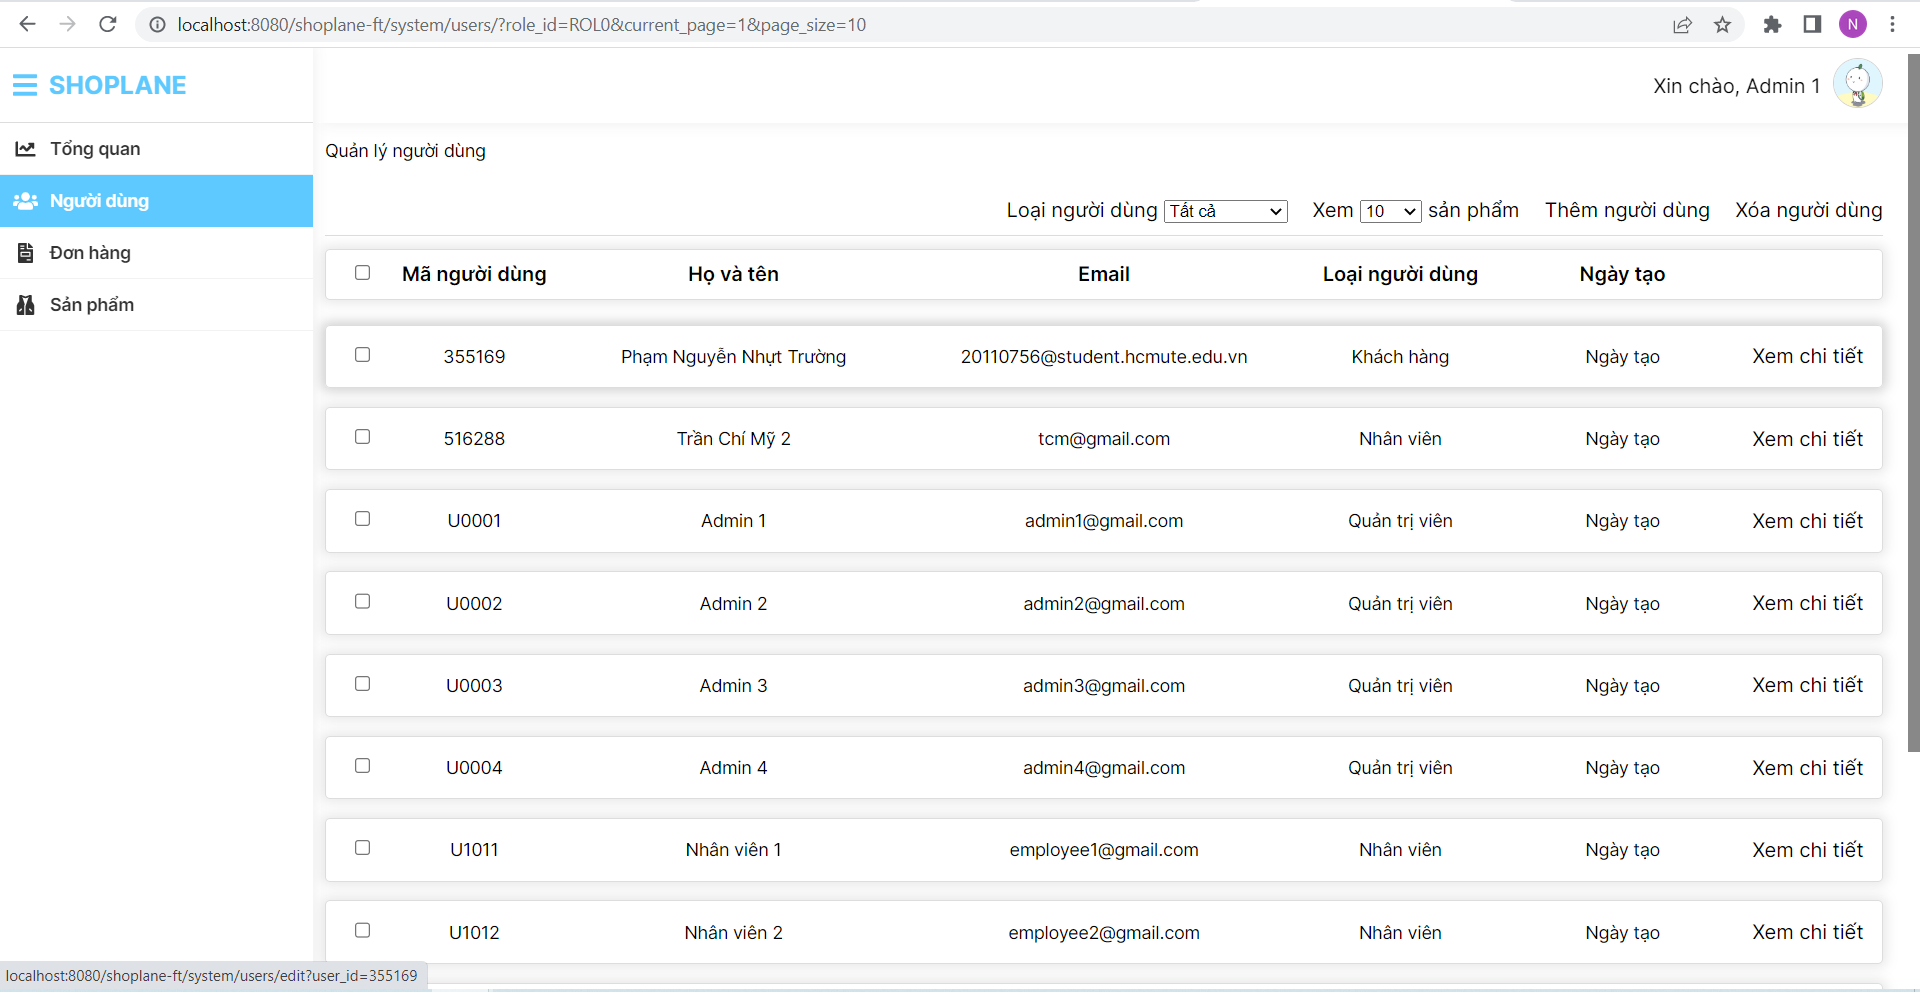 localhost:8080/shoplane-ft/system/users/?role_id=ROL0&current_page=1&page_size=10
N
SHOPLANE
Xin chào, Admin 1
Tổng quan
Người dùng
Đơn hàng
Sản phẩm
Quản lý người dùng
Loại người dùng Tất cả Xem 10 sản phẩm Thêm người dùng Xóa người dùng
Mã người dùng Họ và tên Email Loại người dùng Ngày tạo
355169 Phạm Nguyễn Nhựt Trường 20110756@student.hcmute.edu.vn Khách hàng Ngày tạo Xem chi tiết
516288 Trần Chí Mỹ 2 tcm@gmail.com Nhân viên Ngày tạo Xem chi tiết
U0001 Admin 1 admin1@gmail.com Quản trị viên Ngày tạo Xem chi tiết
U0002 Admin 2 admin2@gmail.com Quản trị viên Ngày tạo Xem chi tiết
U0003 Admin 3 admin3@gmail.com Quản trị viên Ngày tạo Xem chi tiết
U0004 Admin 4 admin4@gmail.com Quản trị viên Ngày tạo Xem chi tiết
U1011 Nhân viên 1 employee1@gmail.com Nhân viên Ngày tạo Xem chi tiết
U1012 Nhân viên 2 employee2@gmail.com Nhân viên Ngày tạo Xem chi tiết
localhost:8080/shoplane-ft/system/users/edit?user_id=355169